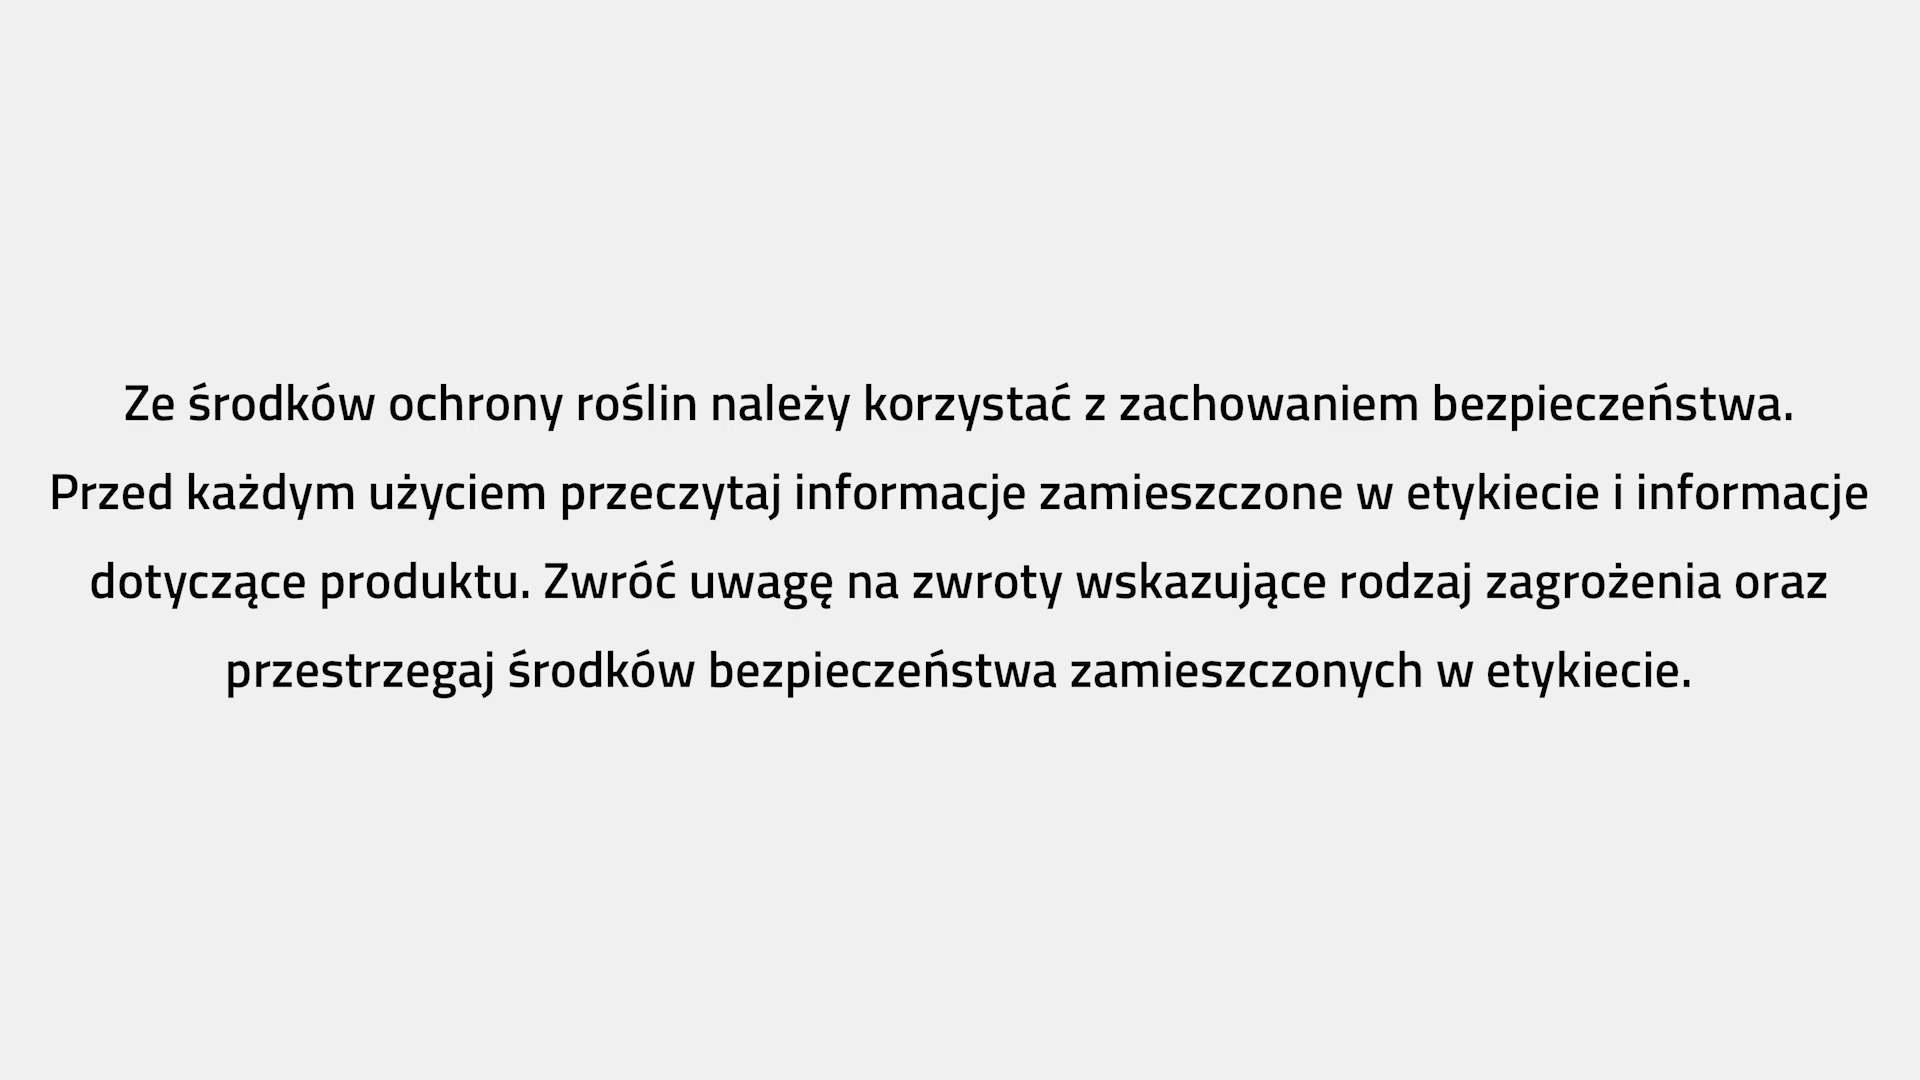 Ze środków ochrony roślin należy korzystać z zachowaniem bezpieczeństwa.
Przed każdym użyciem przeczytaj informacje zamieszczone w etykiecie i informacje
dotyczące produktu. Zwróć uwagę na zwroty wskazujące rodzaj zagrożenia oraz
przestrzegaj środków bezpieczeństwa zamieszczonych w etykiecie.